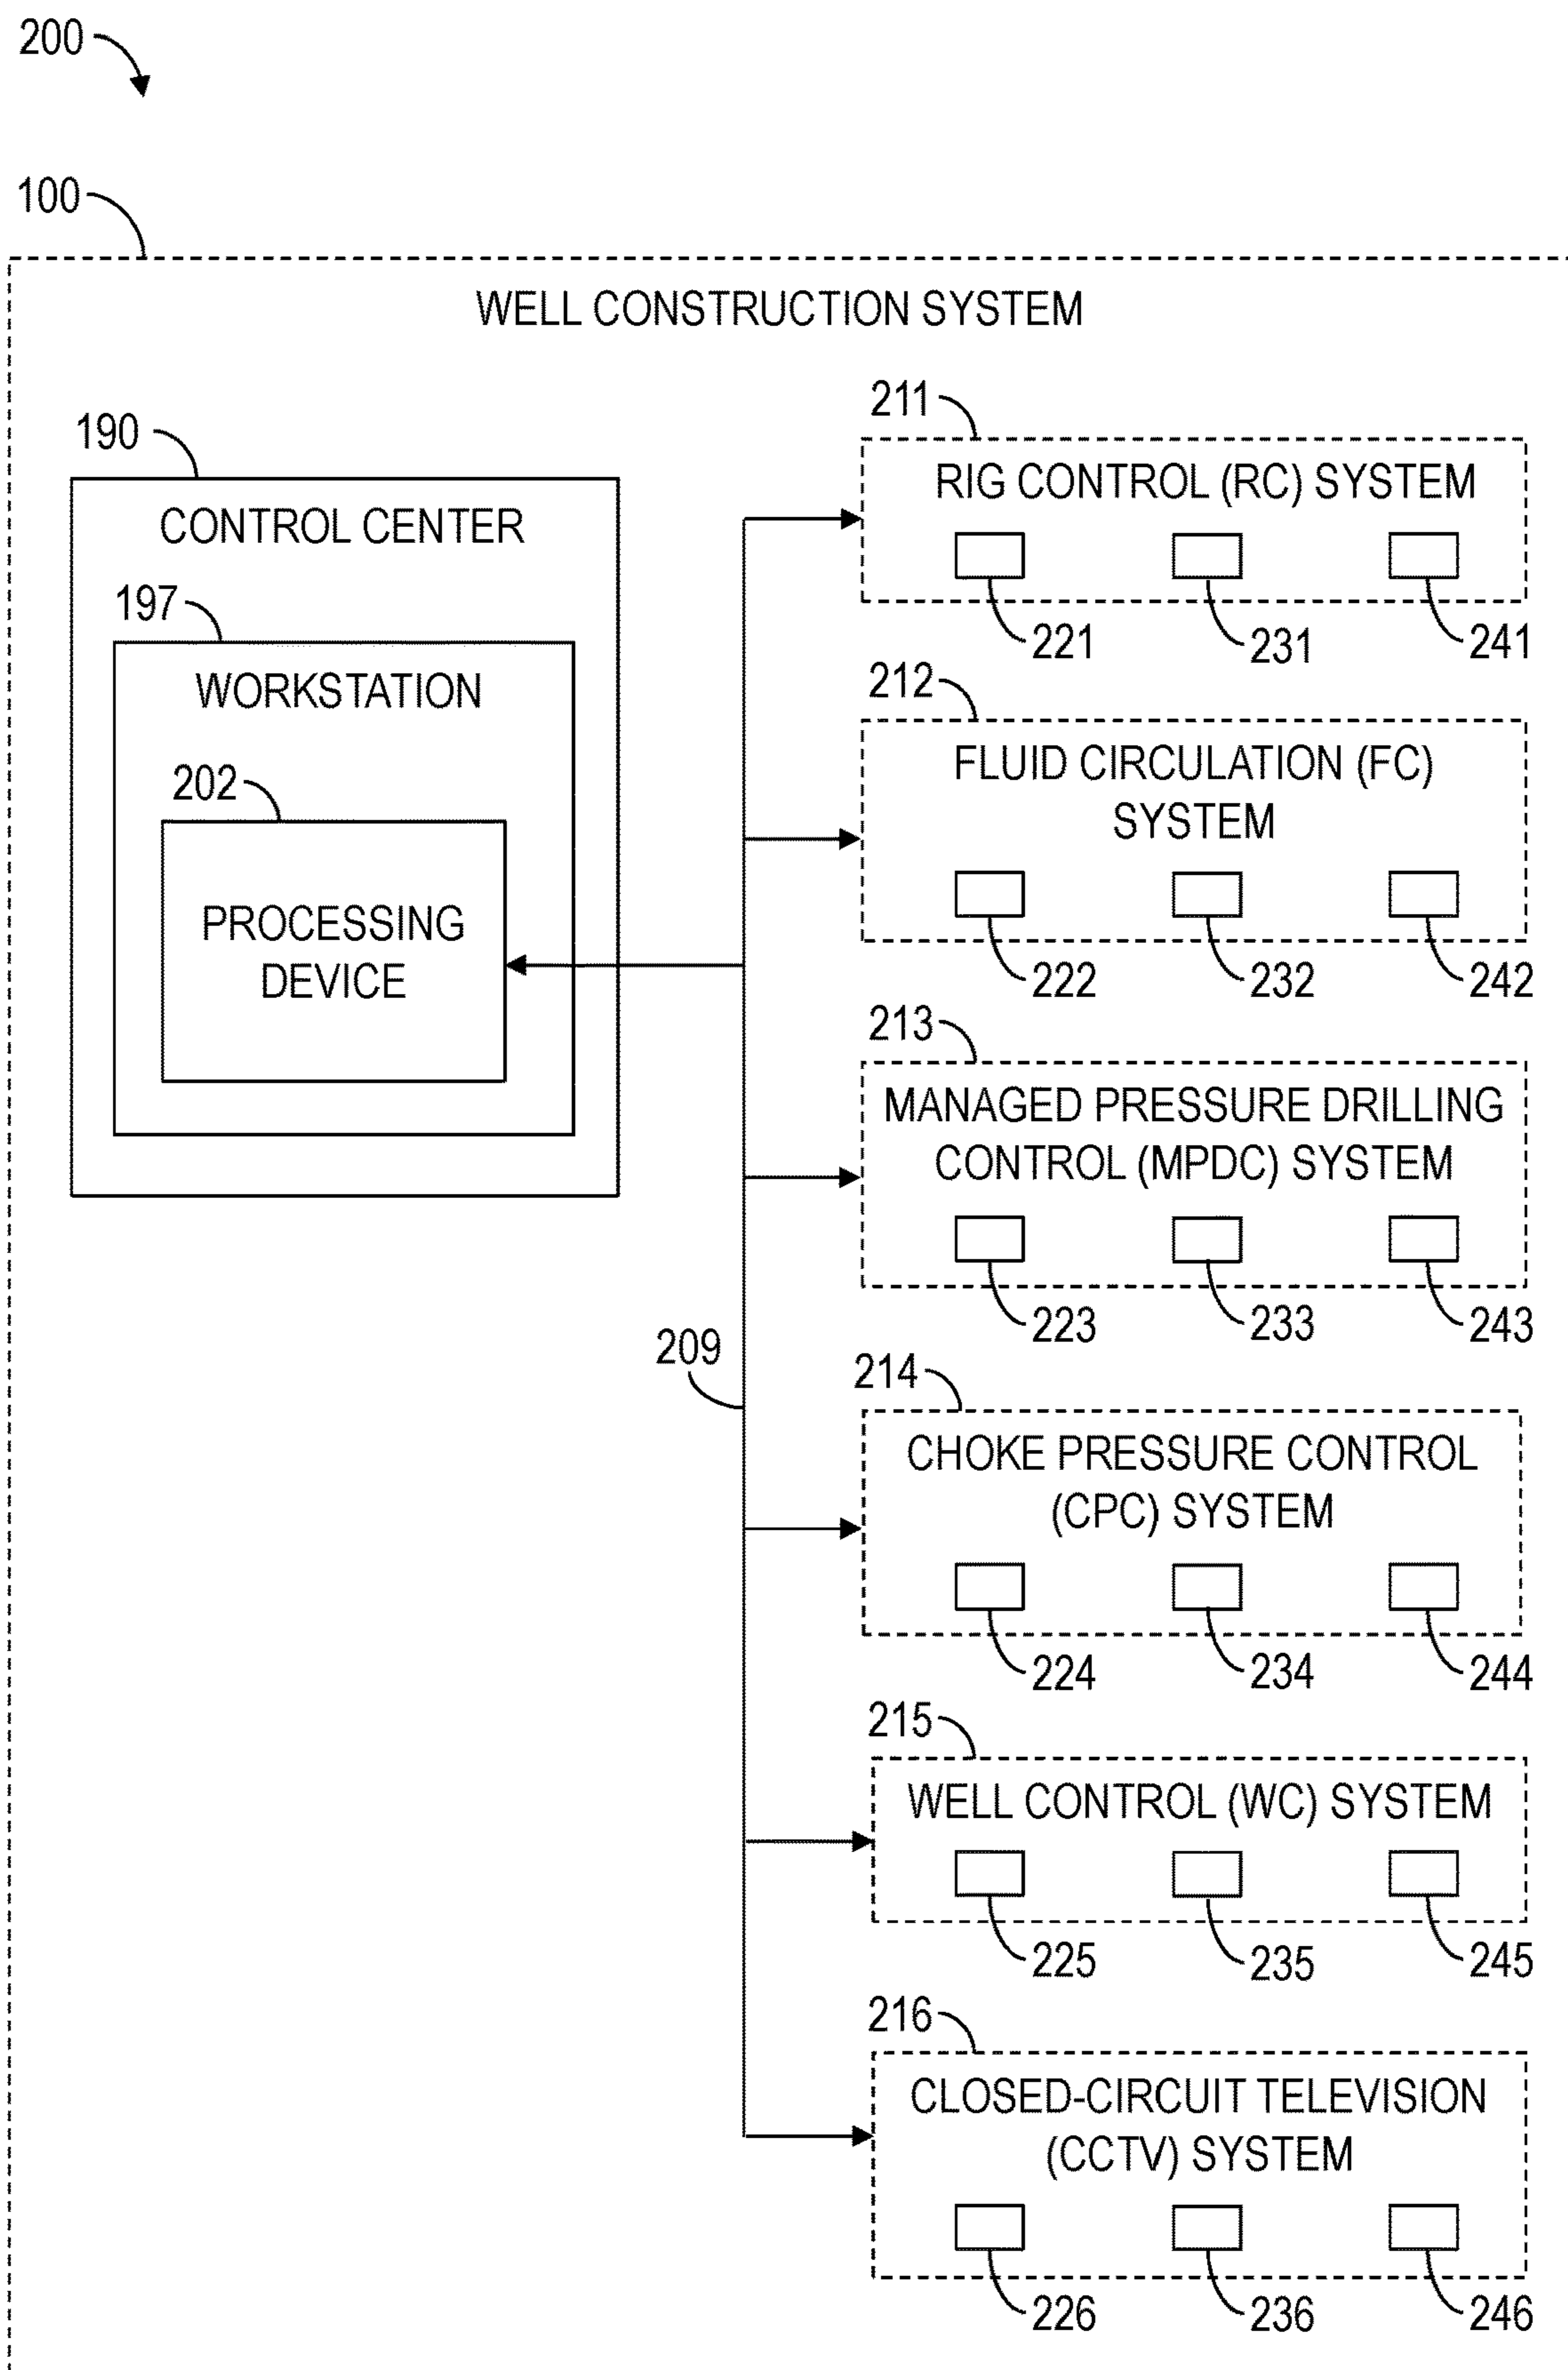 200
100
WELL CONSTRUCTION SYSTEM
190
CONTROL CENTER
197
WORKSTATION
202
PROCESSING
DEVICE
209
211
RIG CONTROL (RC) SYSTEM
221 231 241
212
FLUID CIRCULATION (FC)
SYSTEM
222 232 242
213
MANAGED PRESSURE DRILLING
CONTROL (MPDC) SYSTEM
223 233 243
214
CHOKE PRESSURE CONTROL
(CPC) SYSTEM
224 234 244
215
WELL CONTROL (WC) SYSTEM
225 235 245
216
CLOSED-CIRCUIT TELEVISION
(CCTV) SYSTEM
226 236 246